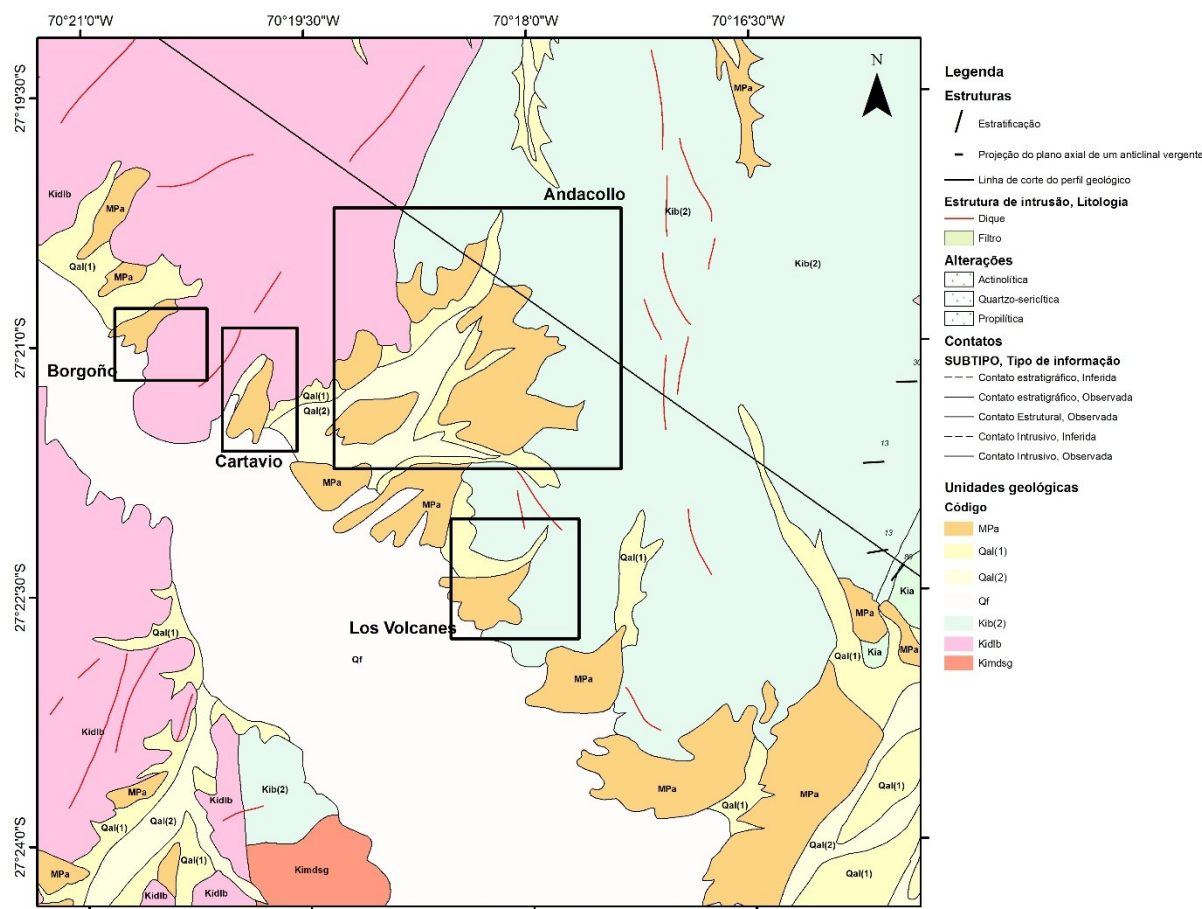 70°21'0"W
70°19'30"W
70°18'0"W
70°16'30"W
27°19'30"S
27°21'0"S
27°22'30"S
27°24'0"S
N
MPa
Andacollo
Kidlb
MPa
Kib(2)
Kib(2)
Qal(1)
MPa
Borgoño
30
Qal(1)
Qal(2)
13
Cartavio
MPa
MPa
13
86
Qal(1)
Kia
Los Volcanes
MPa
Qal(1)
Qal(1)
Kia
MPa
Qf
MPa
Kidlb
Kib(2)
MPa
MPa
Kidlb
Qal(1)
Qal(1)
Qal(1)
Qal(2)
Qal(2)
Qal(1)
MPa
Kimdsg
Qal(1)
Kidlb
Kidlb
Legenda
Estruturas
Estratificação
Projeção do plano axial de um anticlinal vergente
Linha de corte do perfil geológico
Estrutura de intrusão, Litologia
Dique
Filtro
Alterações
Actinolítica
Quartzo-sericítica
Propilítica
Contatos
SUBTIPO, Tipo de informação
Contato estratigráfico, Inferida
Contato estratigráfico, Observada
Contato Estrutural, Observada
Contato Intrusivo, Inferida
Contato Intrusivo, Observada
Unidades geológicas
Código
MPa
Qal(1)
Qal(2)
Qf
Kib(2)
Kidlb
Kimdsg